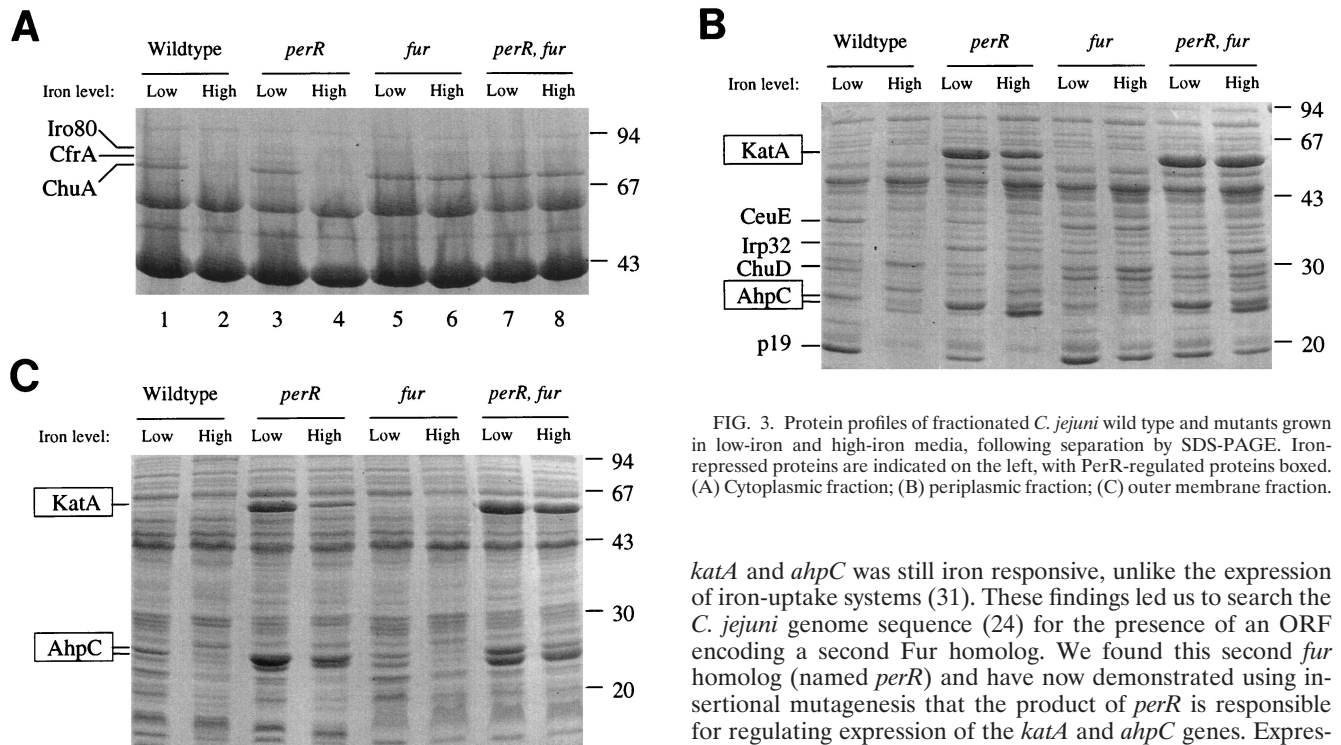 A
Wildtype perR fur perR, fur
Iron level: Low High Low High Low High Low High
Iro80
CfrA
ChuA
94
67
43
1 2 3 4 5 6 7 8
B
Wildtype perR fur perR, fur
Iron level: Low High Low High Low High Low High
KatA
CeuE
Irp32
ChuD
AhpC
p19
94
67
43
30
20
C
Wildtype perR fur perR, fur
Iron level: Low High Low High Low High Low High
KatA
AhpC
94
67
43
30
20
FIG. 3. Protein profiles of fractionated C. jejuni wild type and mutants grown
in low-iron and high-iron media, following separation by SDS-PAGE. Iron-
repressed proteins are indicated on the left, with PerR-regulated proteins boxed.
(A) Cytoplasmic fraction; (B) periplasmic fraction; (C) outer membrane fraction.
katA and ahpC was still iron responsive, unlike the expression
of iron-uptake systems (31). These findings led us to search the
C. jejuni genome sequence (24) for the presence of an ORF
encoding a second Fur homolog. We found this second fur
homolog (named perR) and have now demonstrated using in-
sertional mutagenesis that the product of perR is responsible
for regulating expression of the katA and ahpC genes. Expres-